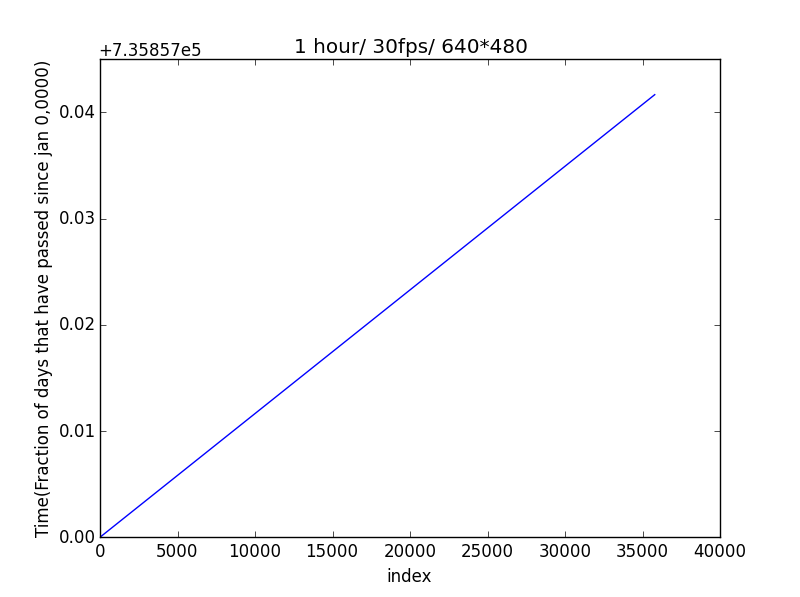 1 hour/ 30fps/ 640*480
+7.35857e5
Time(Fraction of days that have passed since jan 0,0000)
0.04
0.03
0.02
0.01
0.00
0 5000 10000 15000 20000 25000 30000 35000 40000
index